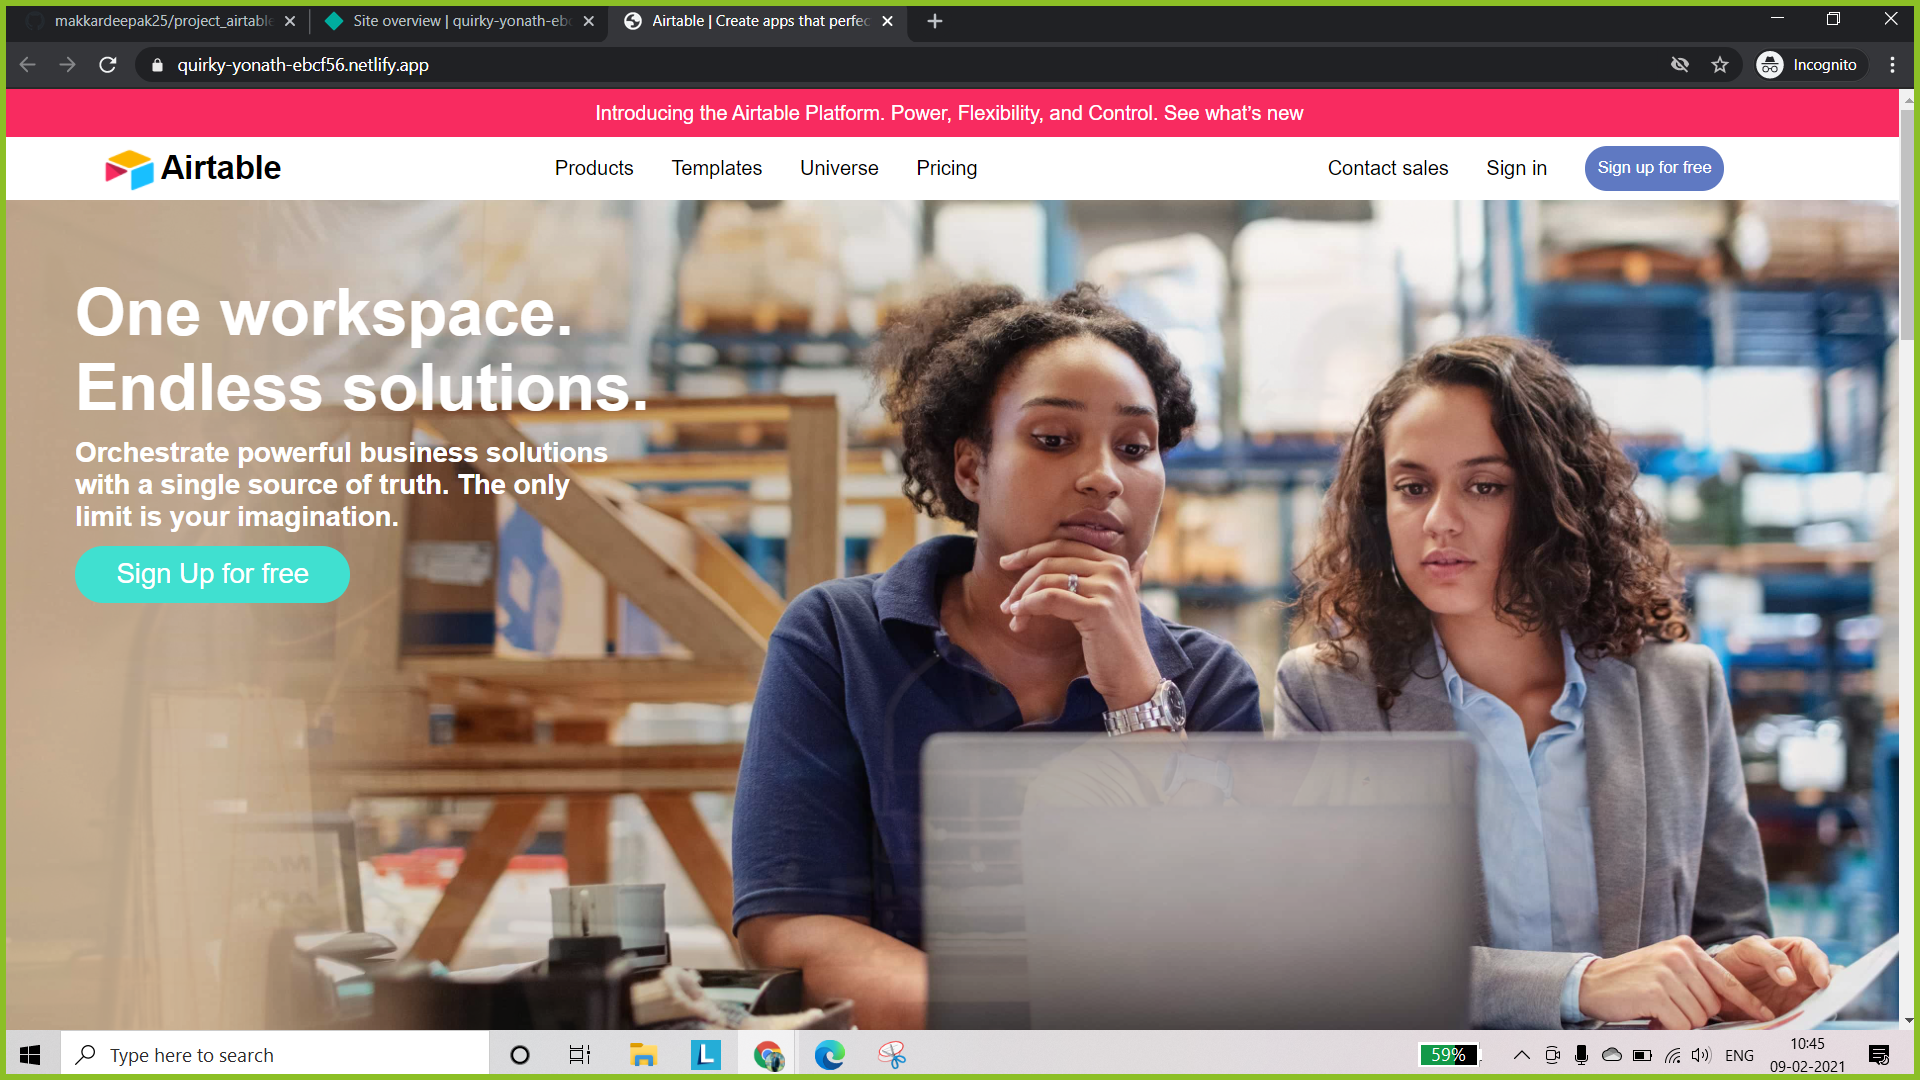 makkardeepak25/project_airtable
Site overview | quirky-yonath-ebc
Airtable | Create apps that perfec
quirky-yonath-ebcf56.netlify.app
Incognito
Introducing the Airtable Platform. Power, Flexibility, and Control. See what's new
Airtable
Products
Templates
Universe
Pricing
Contact sales
Sign in
Sign up for free
One workspace.
Endless solutions.
Orchestrate powerful business solutions
with a single source of truth. The only
limit is your imagination.
Sign Up for free
Type here to search
L
59%
ENG
10:45
09-02-2021